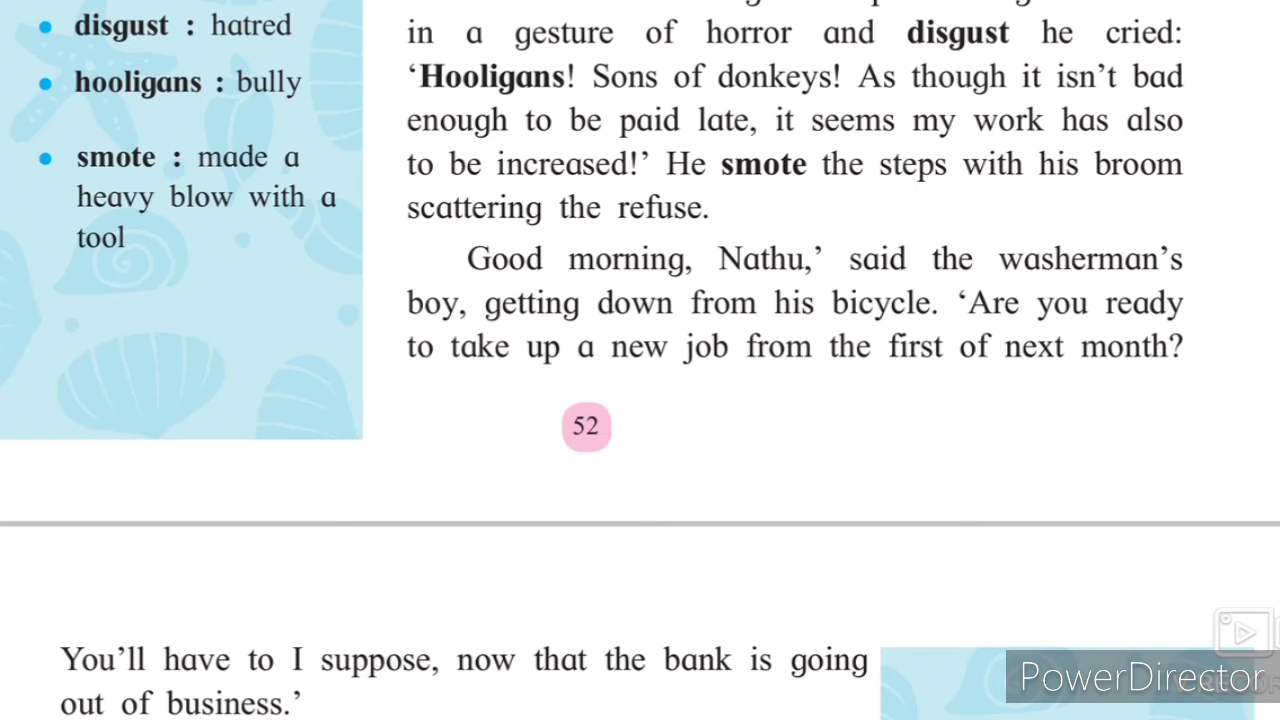 • disgust : hatred
• hooligans : bully
• smote : made a
heavy blow with a
tool
in a gesture of horror and disgust he cried:
‘Hooligans! Sons of donkeys! As though it isn’t bad
enough to be paid late, it seems my work has also
to be increased!’ He smote the steps with his broom
scattering the refuse.
Good morning, Nathu,’ said the washerman’s
boy, getting down from his bicycle. ‘Are you ready
to take up a new job from the first of next month?
52
You’ll have to I suppose, now that the bank is going
out of business.’
PowerDirector